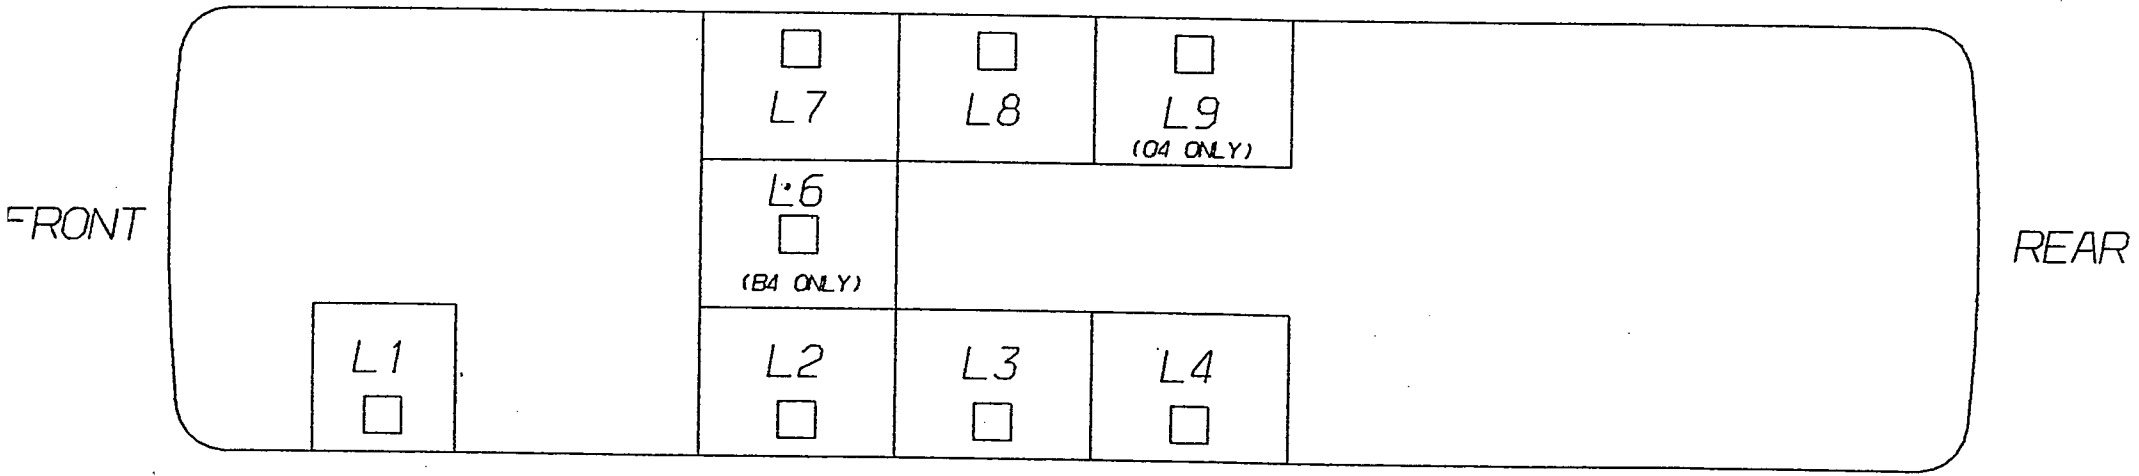 L7
L8
L9
(04 ONLY)
L6
(B4 ONLY)
FRONT
REAR
L1
L2
L3
L4